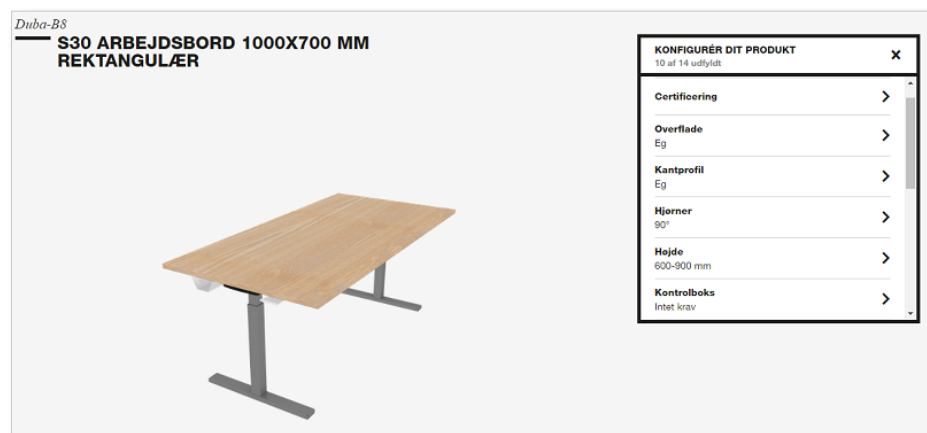 Duba-B8
S30 ARBEJDSBORD 1000X700 MM
REKTANGULÆR
KONFIGURÉR DIT PRODUKT
10 af 14 udfyldt
Certificering
Overflade
Eg
Kantprofil
Eg
Hjørner
90°
Højde
600-900 mm
Kontrolboks
Intet krav